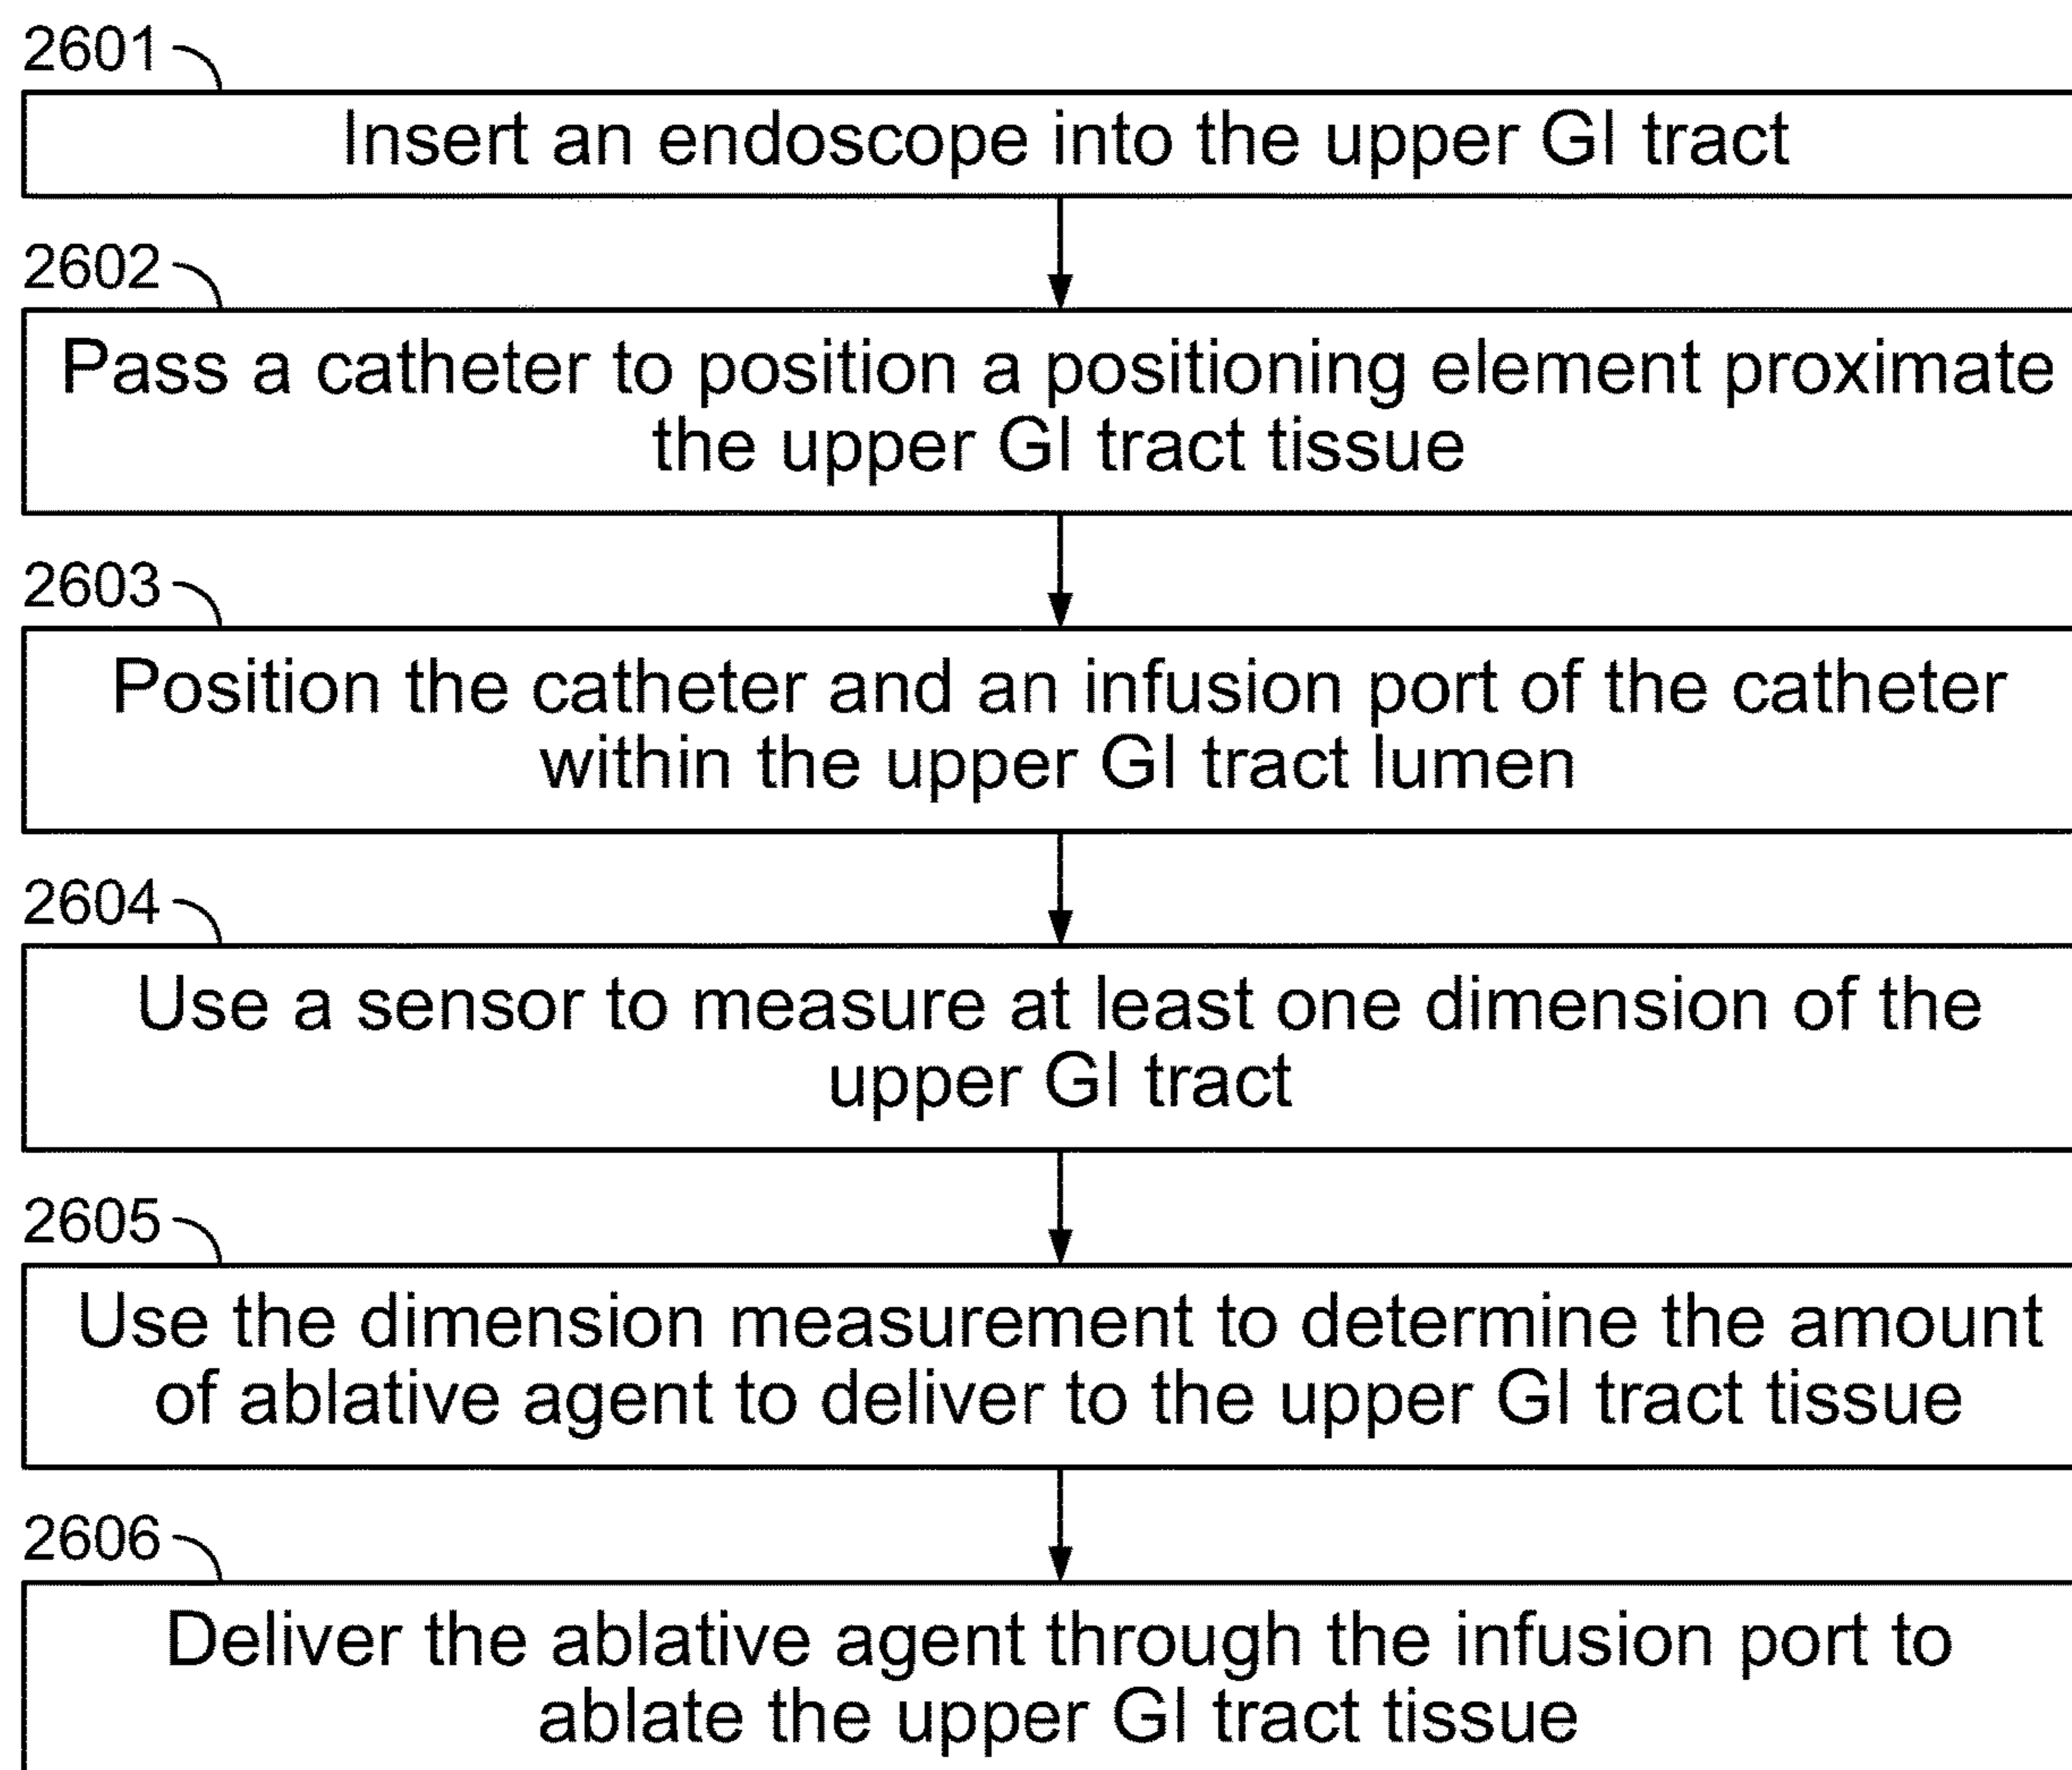 2601
Insert an endoscope into the upper GI tract
2602
Pass a catheter to position a positioning element proximate
the upper GI tract tissue
2603
Position the catheter and an infusion port of the catheter
within the upper GI tract lumen
2604
Use a sensor to measure at least one dimension of the
upper GI tract
2605
Use the dimension measurement to determine the amount
of ablative agent to deliver to the upper GI tract tissue
2606
Deliver the ablative agent through the infusion port to
ablate the upper GI tract tissue